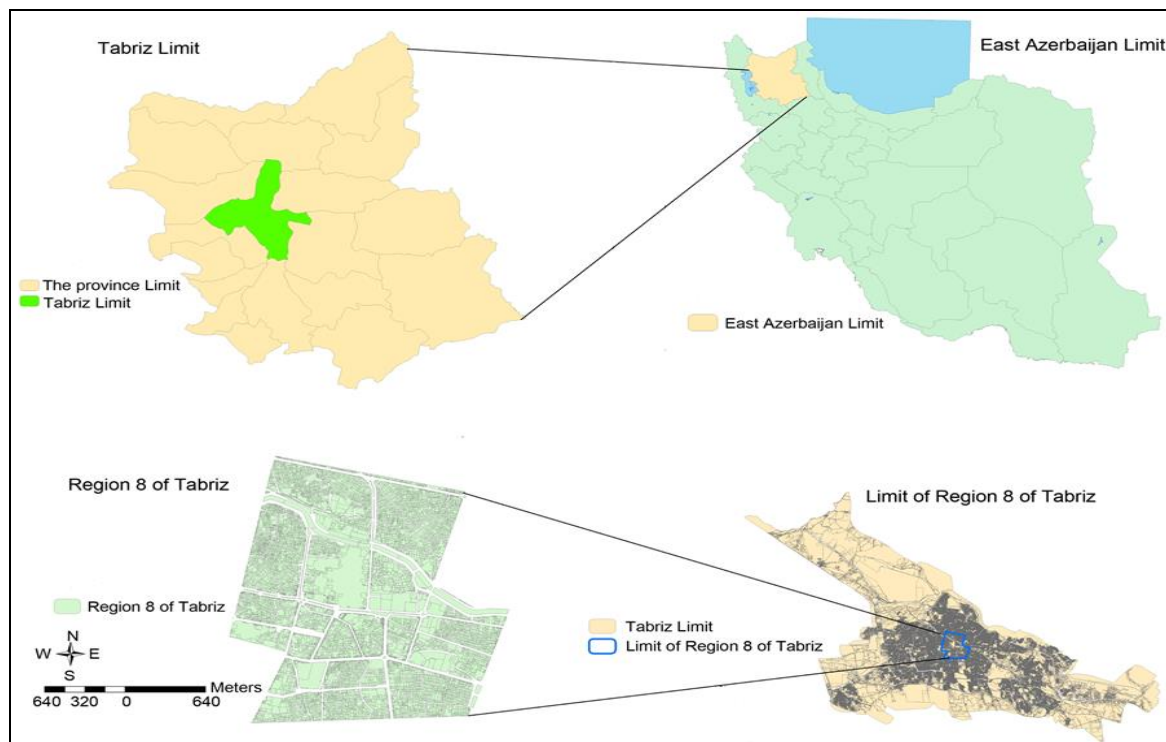 Tabriz Limit
East Azerbaijan Limit
The province Limit
Tabriz Limit
East Azerbaijan Limit
Region 8 of Tabriz
Limit of Region 8 of Tabriz
Region 8 of Tabriz
Tabriz Limit
Limit of Region 8 of Tabriz
N
W E
S
Meters
640 320 0 640